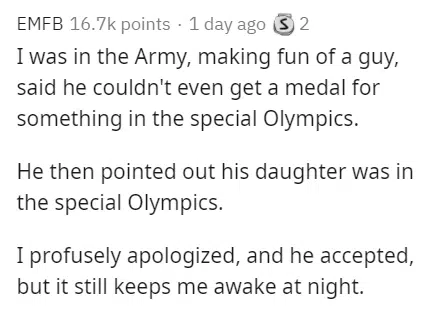 EMFB 16.7k points · 1 day ago S 2
I was in the Army, making fun of a guy,
said he couldn't even get a medal for
something in the special Olympics.
He then pointed out his daughter was in
the special Olympics.
I profusely apologized, and he accepted,
but it still keeps me awake at night.